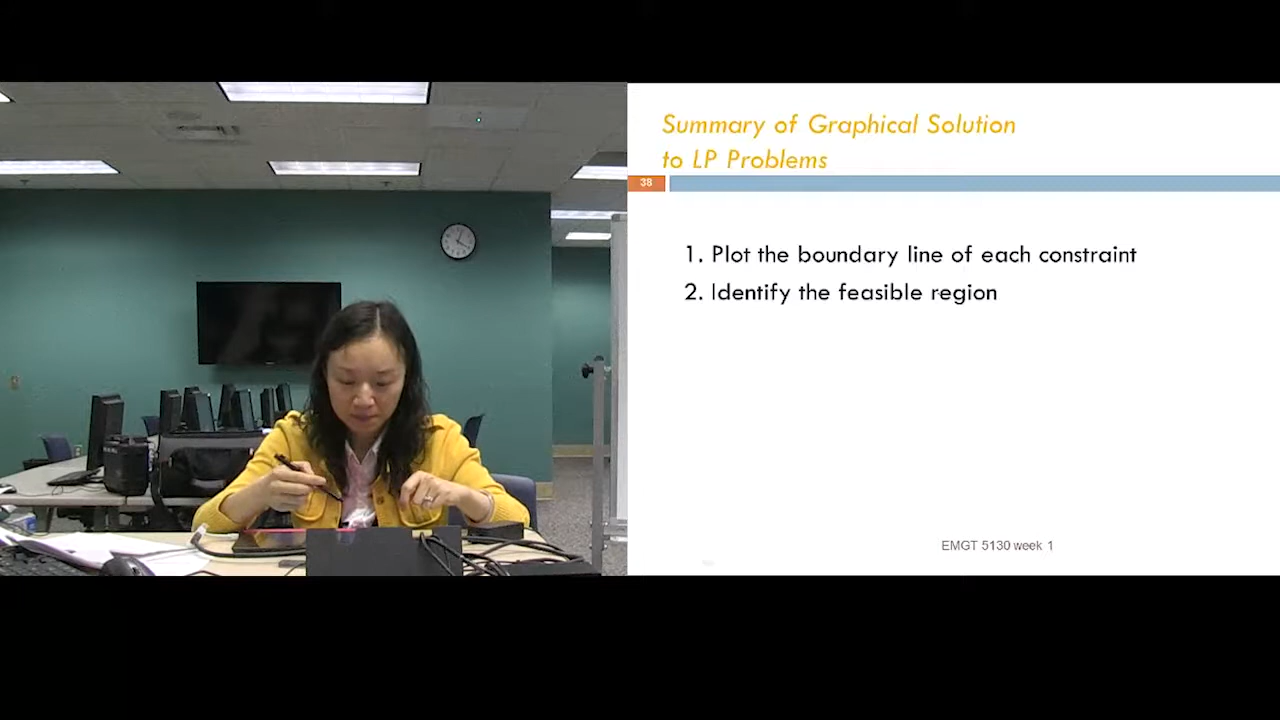 Summary of Graphical Solution
to LP Problems
38
1. Plot the boundary line of each constraint
2. Identify the feasible region
EMGT 5130 week 1